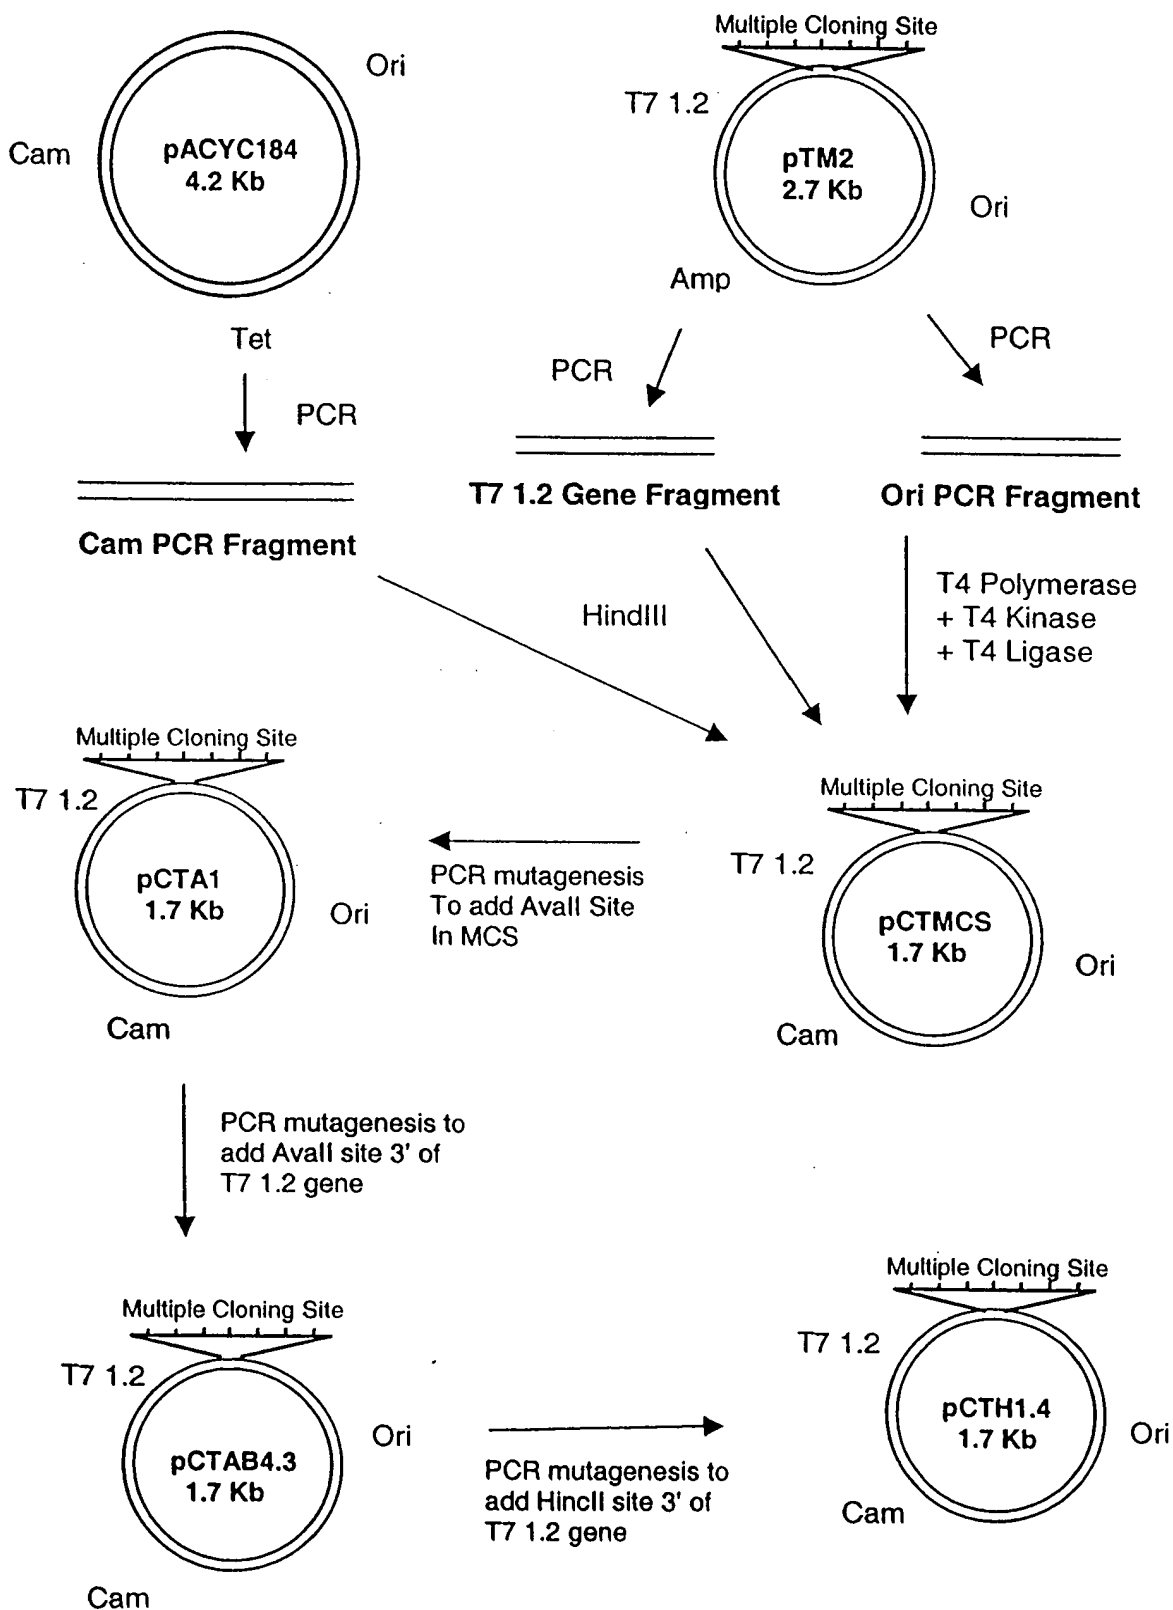 Multiple Cloning Site
Ori
T7 1.2
Cam
pACYC184
4.2 Kb
pTM2
2.7 Kb
Ori
Amp
Tet
PCR
PCR
PCR
T7 1.2 Gene Fragment
Ori PCR Fragment
Cam PCR Fragment
HindIII
T4 Polymerase
+ T4 Kinase
+ T4 Ligase
Multiple Cloning Site
T7 1.2
pCTA1
1.7 Kb
Ori
Cam
PCR mutagenesis
To add AvaII Site
In MCS
Multiple Cloning Site
T7 1.2
pCTMCS
1.7 Kb
Ori
Cam
PCR mutagenesis to
add AvaII site 3' of
T7 1.2 gene
Multiple Cloning Site
T7 1.2
pCTAB4.3
1.7 Kb
Ori
Cam
PCR mutagenesis to
add HincII site 3' of
T7 1.2 gene
Multiple Cloning Site
T7 1.2
pCTH1.4
1.7 Kb
Ori
Cam